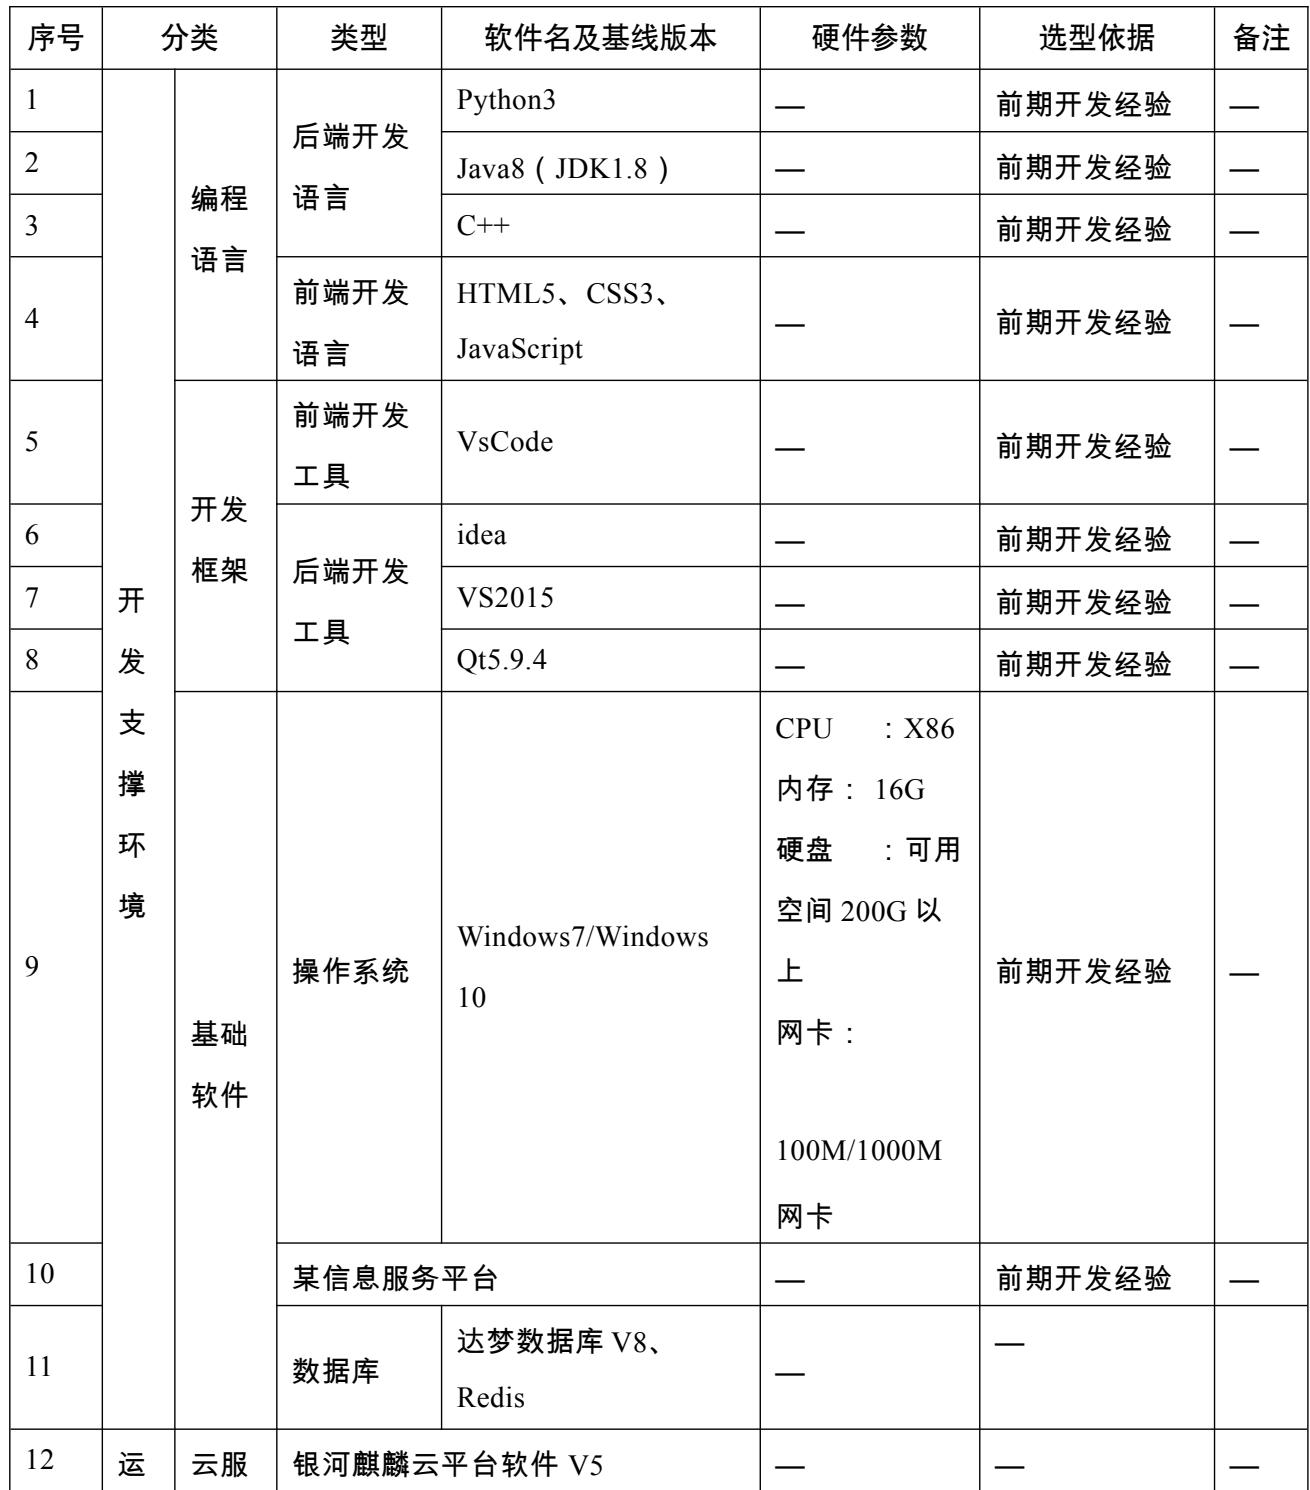 序号 分类 类型 软件名及基线版本 硬件参数 选型依据 备注
1 开发支撑环境 编程语言 后端开发语言 Python3 — 前期开发经验 —
2 Java8（JDK1.8） — 前期开发经验 —
3 C++ — 前期开发经验 —
4 前端开发语言 HTML5、CSS3、JavaScript — 前期开发经验 —
5 开发框架 前端开发工具 VsCode — 前期开发经验 —
6 后端开发工具 idea — 前期开发经验 —
7 VS2015 — 前期开发经验 —
8 Qt5.9.4 — 前期开发经验 —
9 基础软件 操作系统 Windows7/Windows 10 CPU ：X86 内存： 16G 硬盘 ：可用空间 200G 以上 网卡： 100M/1000M 网卡 前期开发经验 —
10 某信息服务平台 — 前期开发经验 —
11 数据库 达梦数据库 V8、Redis — —
12 运 云服 银河麒麟云平台软件 V5 — — —